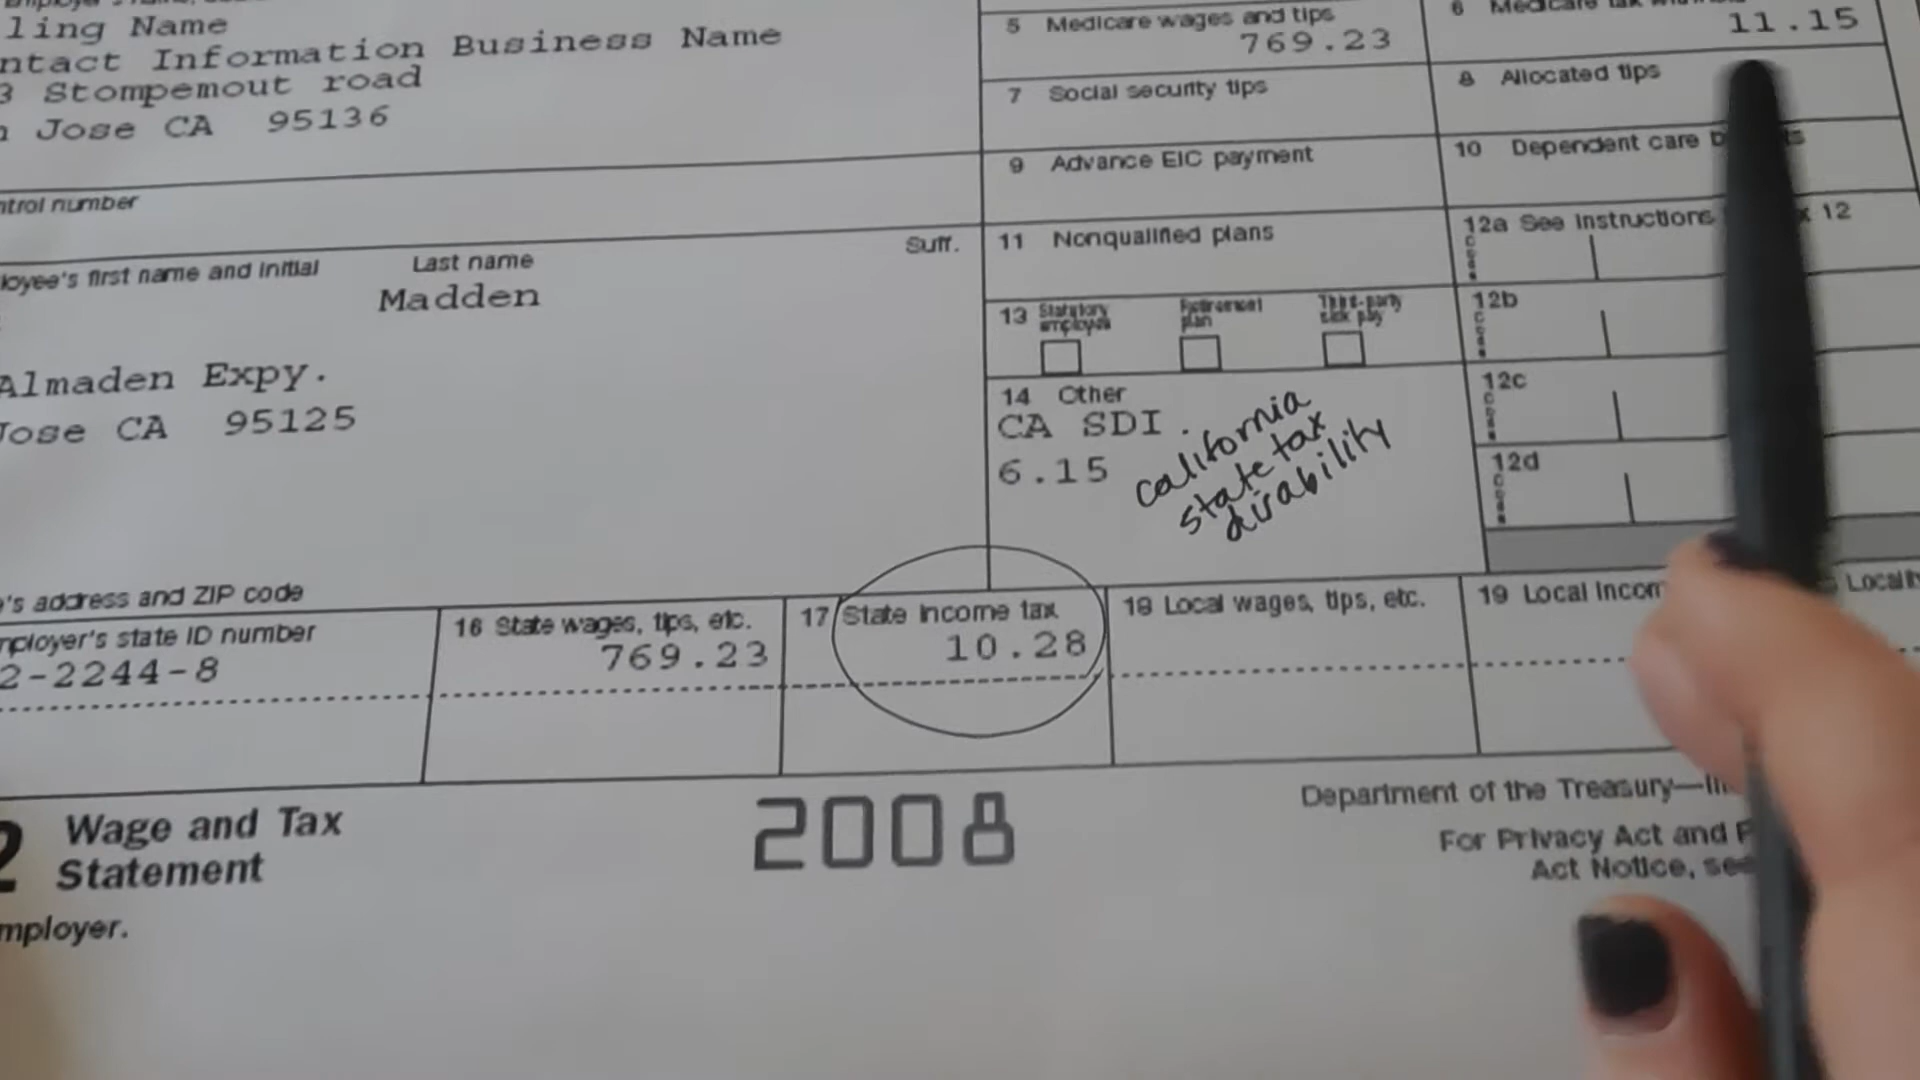 ling Name
ntact Information Business Name
3 Stompemout road
Jose CA 95136
ntrol number
loyee's first name and initial
Last name
Suff.
Madden
Almaden Expy.
Jose CA 95125
's address and ZIP code
mployer's state ID number
2-2244-8
5 Medicare wages and tips
769.23
6 Medicare tax
11.15
7 Social security tips
8 Allocated tips
9 Advance EIC payment
10 Dependent care
11 Nonqualified plans
12a See instructions 12
13 Statutory employee
Retirement plan
Third-party sick pay
12b
14 Other
CA SDI
6.15
california
state tax
disability
12c
12d
16 State wages, tips, etc.
769.23
17 State income tax
10.28
18 Local wages, tips, etc.
19 Local
2 Wage and Tax
Statement
2008
Department of the Treasury—
For Privacy Act and
Act Notice, see
mployer.